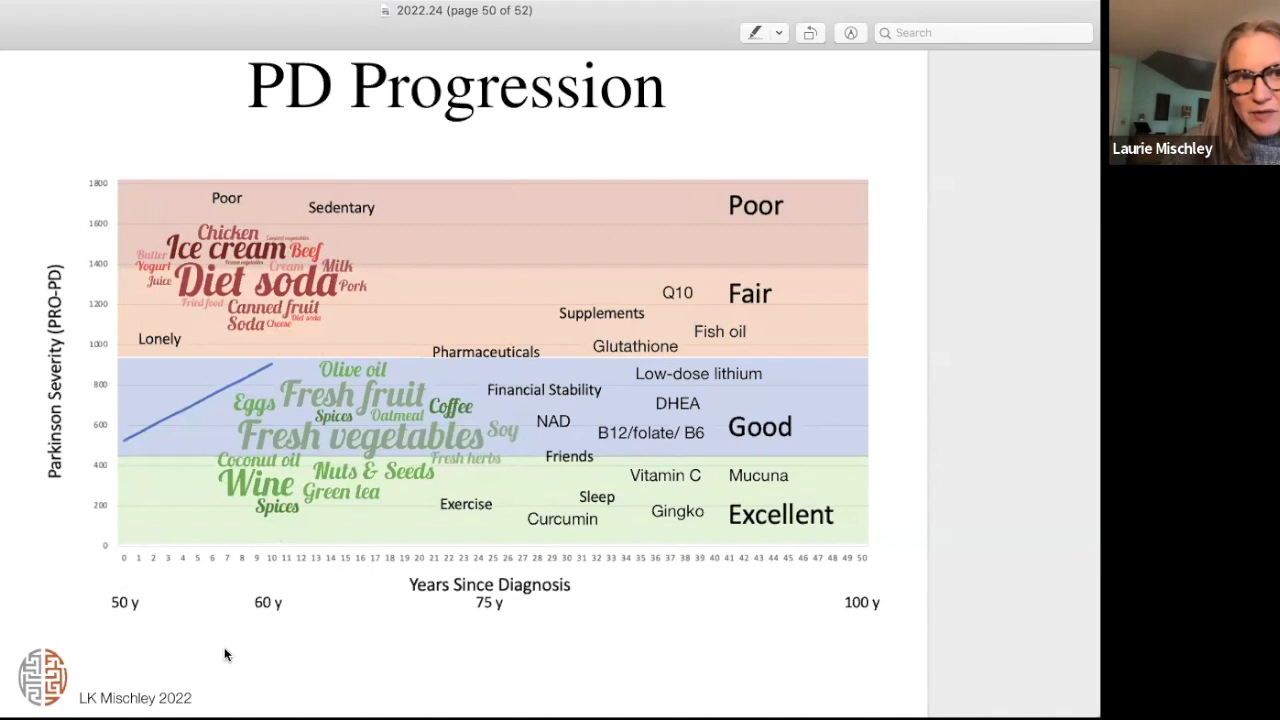 2022.24 (page 50 of 52)
Search
Laurie Mischley
PD Progression
Parkinson Severity (PRO-PD)
1800
1600
1400
1200
1000
800
600
400
200
0
Poor
Sedentary
Poor
Chicken
Ice cream
Beef
Butter
Yogurt
Cream
Milk
Juice
Diet soda
Pork
Fried food
Canned fruit
Soda
Cheese
Diet soda
Q10
Fair
Supplements
Fish oil
Lonely
Glutathione
Pharmaceuticals
Olive oil
Low-dose lithium
Fresh fruit
Financial Stability
Eggs
Spices
Oatmeal
Coffee
DHEA
NAD
Fresh vegetables
Soy
B12/folate/ B6
Good
Coconut oil
Fresh herbs
Friends
Nuts & Seeds
Vitamin C
Mucuna
Wine
Green tea
Sleep
Spices
Exercise
Curcumin
Gingko
Excellent
0 1 2 3 4 5 6 7 8 9 10 11 12 13 14 15 16 17 18 19 20 21 22 23 24 25 26 27 28 29 30 31 32 33 34 35 36 37 38 39 40 41 42 43 44 45 46 47 48 49 50
Years Since Diagnosis
50 y 60 y 75 y 100 y
LK Mischley 2022